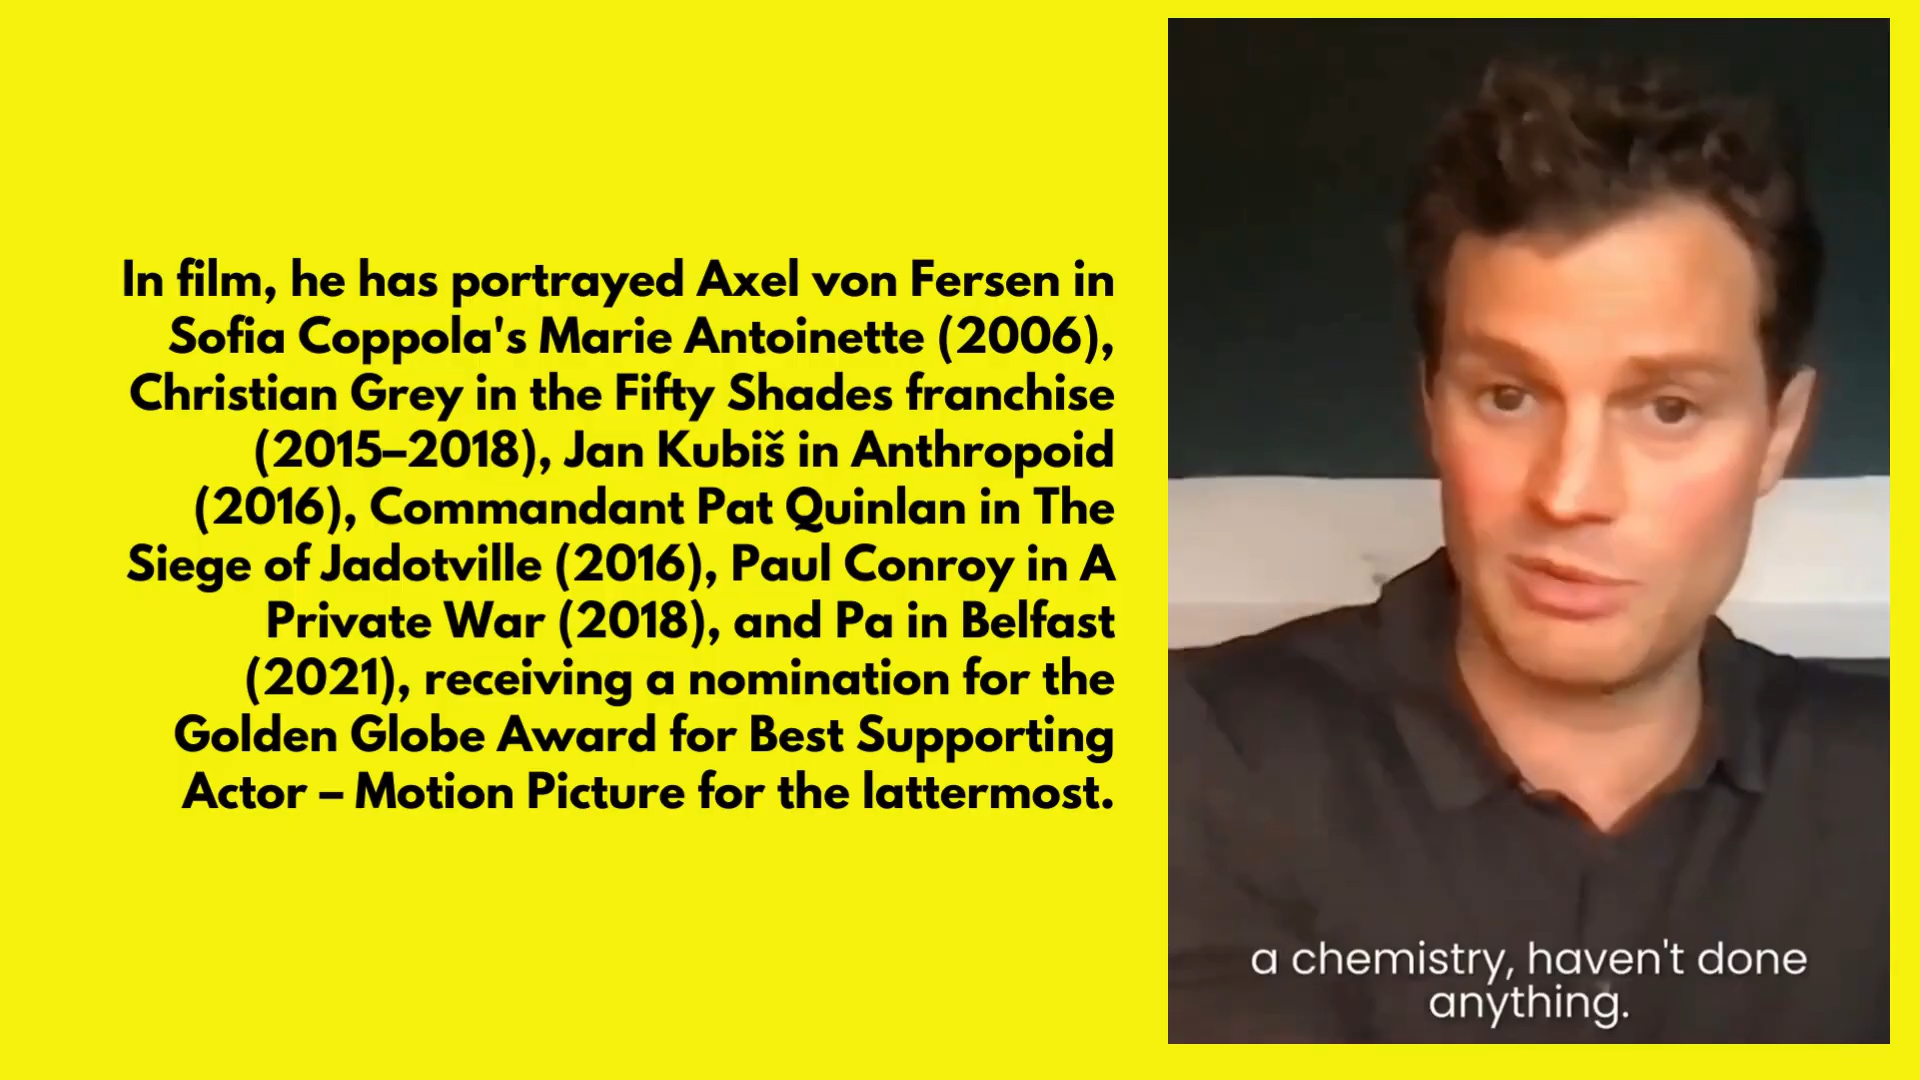 In film, he has portrayed Axel von Fersen in
Sofia Coppola's Marie Antoinette (2006),
Christian Grey in the Fifty Shades franchise
(2015–2018), Jan Kubiš in Anthropoid
(2016), Commandant Pat Quinlan in The
Siege of Jadotville (2016), Paul Conroy in A
Private War (2018), and Pa in Belfast
(2021), receiving a nomination for the
Golden Globe Award for Best Supporting
Actor – Motion Picture for the lattermost.
a chemistry, haven't done
anything.